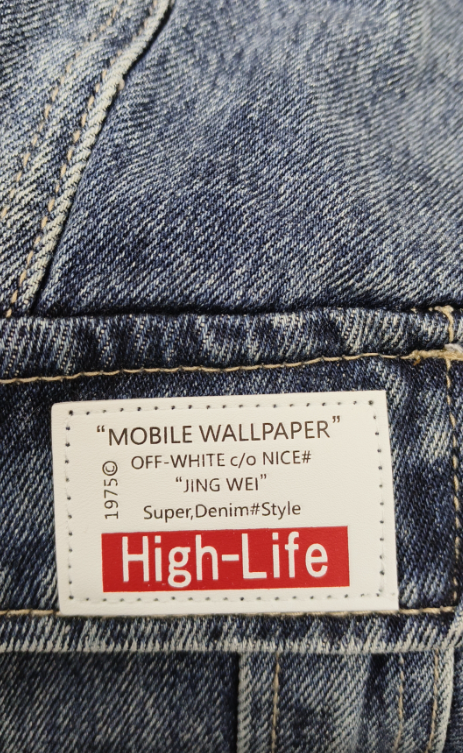 “MOBILE WALLPAPER”
OFF-WHITE c/o NICE#
“JING WEI”
Super,Denim#Style
1975©
High-Life